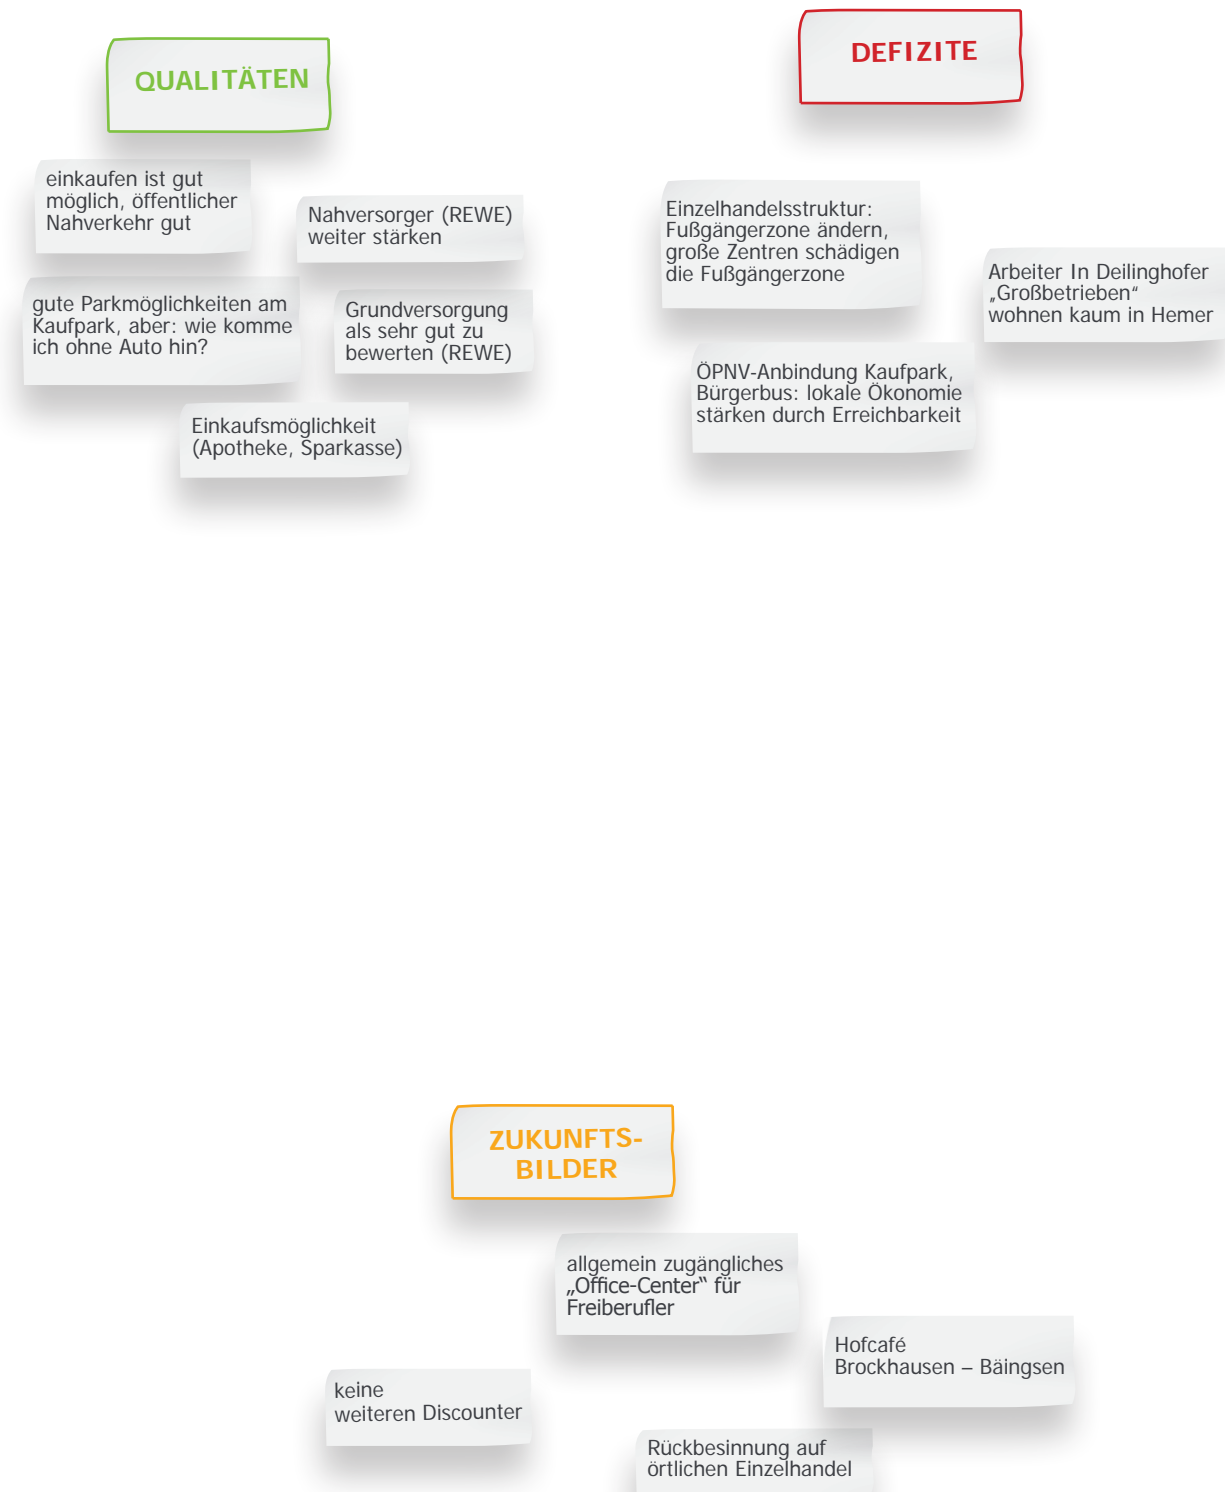 QUALITÄTEN
einkaufen ist gut
möglich, öffentlicher
Nahverkehr gut
Nahversorger (REWE)
weiter stärken
gute Parkmöglichkeiten am
Kaufpark, aber: wie komme
ich ohne Auto hin?
Grundversorgung
als sehr gut zu
bewerten (REWE)
Einkaufsmöglichkeit
(Apotheke, Sparkasse)
DEFIZITE
Einzelhandelsstruktur:
Fußgängerzone ändern,
große Zentren schädigen
die Fußgängerzone
Arbeiter In Deilinghofer
„Großbetrieben“
wohnen kaum in Hemer
ÖPNV-Anbindung Kaufpark,
Bürgerbus: lokale Ökonomie
stärken durch Erreichbarkeit
ZUKUNFTS-
BILDER
allgemein zugängliches
„Office-Center“ für
Freiberufler
Hofcafé
Brockhausen – Bäingsen
keine
weiteren Discounter
Rückbesinnung auf
örtlichen Einzelhandel